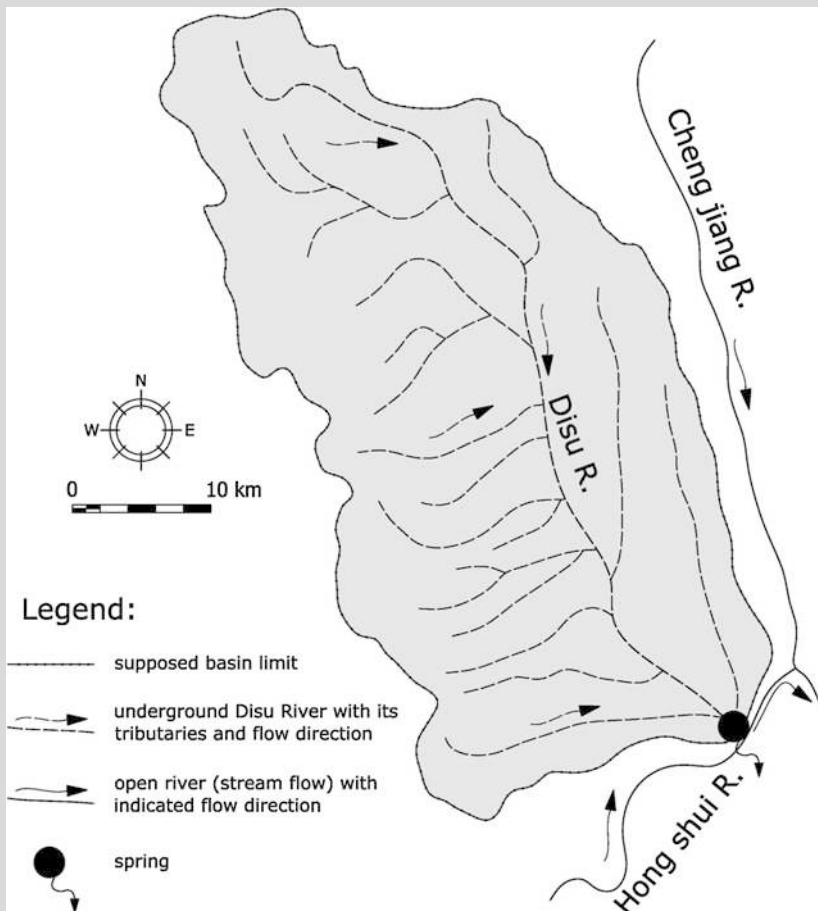 Cheng jiang R.
Disu R.
N
W E
S
0 10 km
Legend:
supposed basin limit
underground Disu River with its
tributaries and flow direction
open river (stream flow) with
indicated flow direction
spring
Hong shui R.